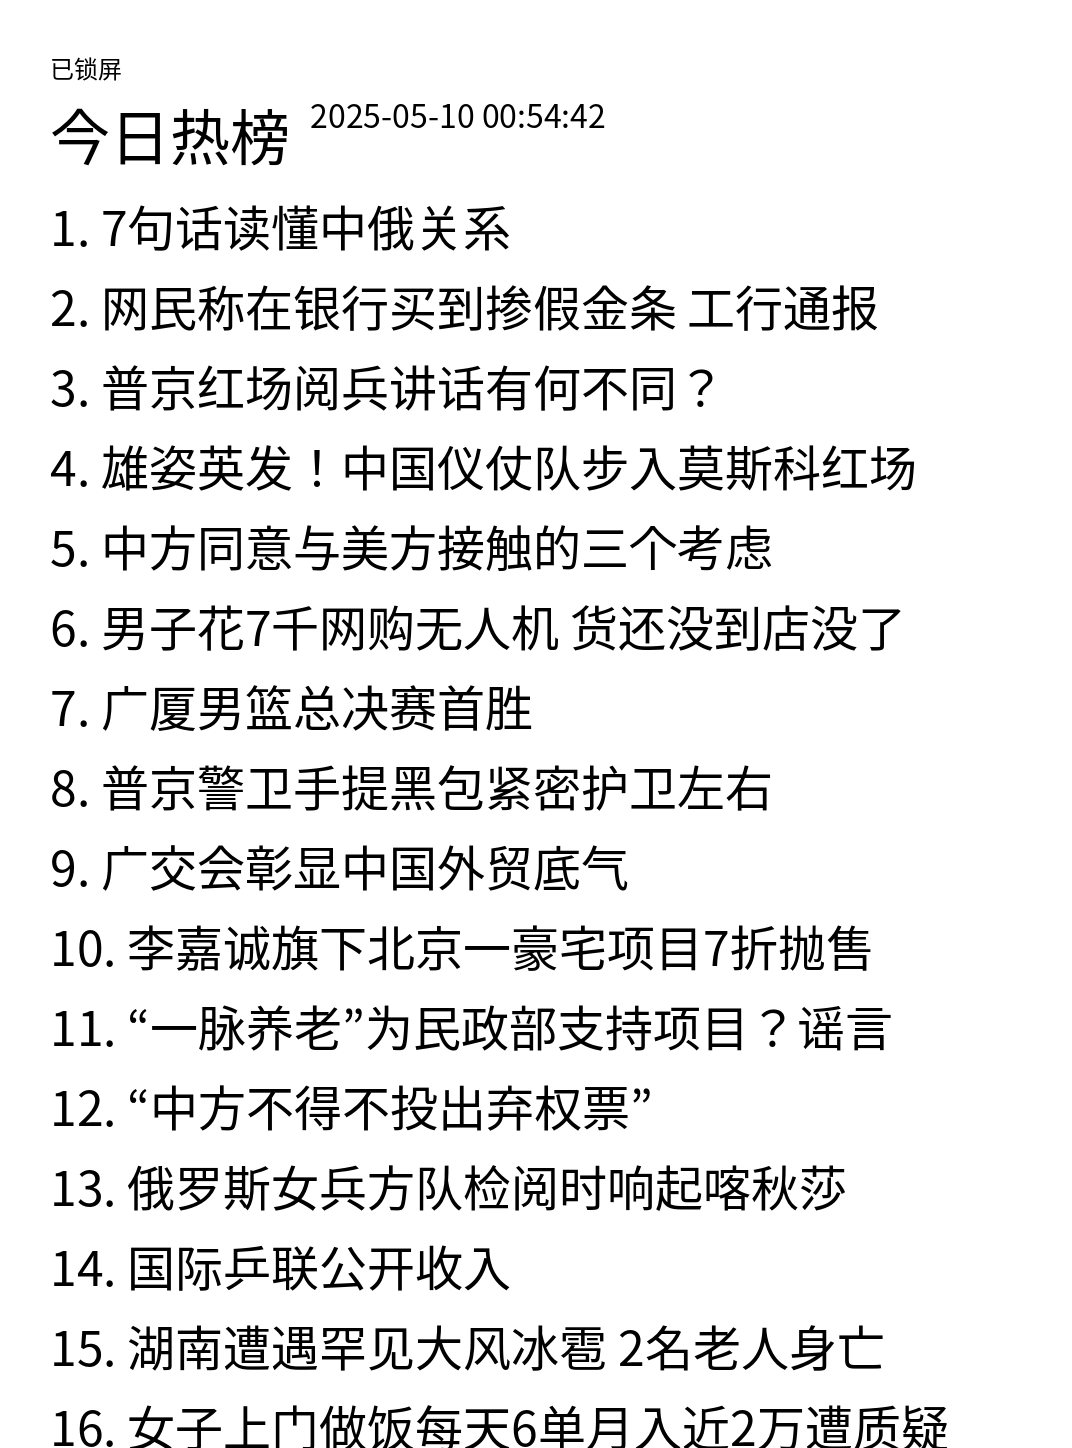 已锁屏
今日热榜 2025-05-10 00:54:42
1. 7句话读懂中俄关系
2. 网民称在银行买到掺假金条 工行通报
3. 普京红场阅兵讲话有何不同？
4. 雄姿英发！中国仪仗队步入莫斯科红场
5. 中方同意与美方接触的三个考虑
6. 男子花7千网购无人机 货还没到店没了
7. 广厦男篮总决赛首胜
8. 普京警卫手提黑包紧密护卫左右
9. 广交会彰显中国外贸底气
10. 李嘉诚旗下北京一豪宅项目7折抛售
11. “一脉养老”为民政部支持项目？谣言
12. “中方不得不投出弃权票”
13. 俄罗斯女兵方队检阅时响起喀秋莎
14. 国际乒联公开收入
15. 湖南遭遇罕见大风冰雹 2名老人身亡
16. 女子上门做饭每天6单月入近2万遭质疑